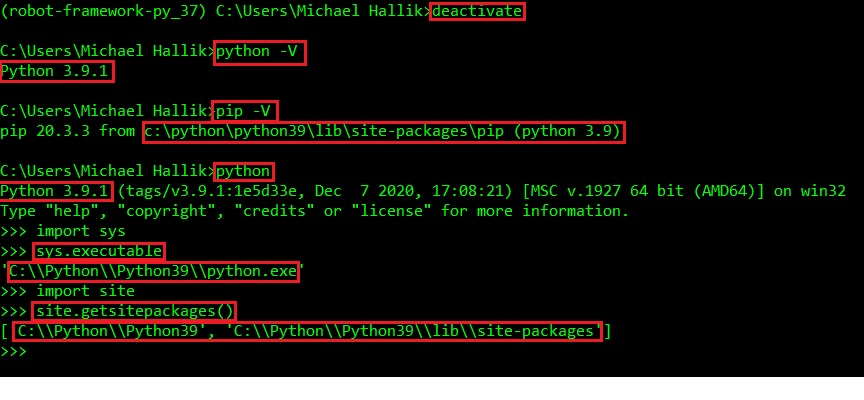 (robot-framework-py_37) C:\Users\Michael Hallik>deactivate
C:\Users\Michael Hallik>python -V
Python 3.9.1
C:\Users\Michael Hallik>pip -V
pip 20.3.3 from c:\python\python39\lib\site-packages\pip (python 3.9)
C:\Users\Michael Hallik>python
Python 3.9.1 (tags/v3.9.1:1e5d33e, Dec  7 2020, 17:08:21) [MSC v.1927 64 bit (AMD64)] on win32
Type "help", "copyright", "credits" or "license" for more information.
>>> import sys
>>> sys.executable
'C:\\Python\\Python39\\python.exe'
>>> import site
>>> site.getsitepackages()
['C:\\Python\\Python39', 'C:\\Python\\Python39\\lib\\site-packages']
>>>